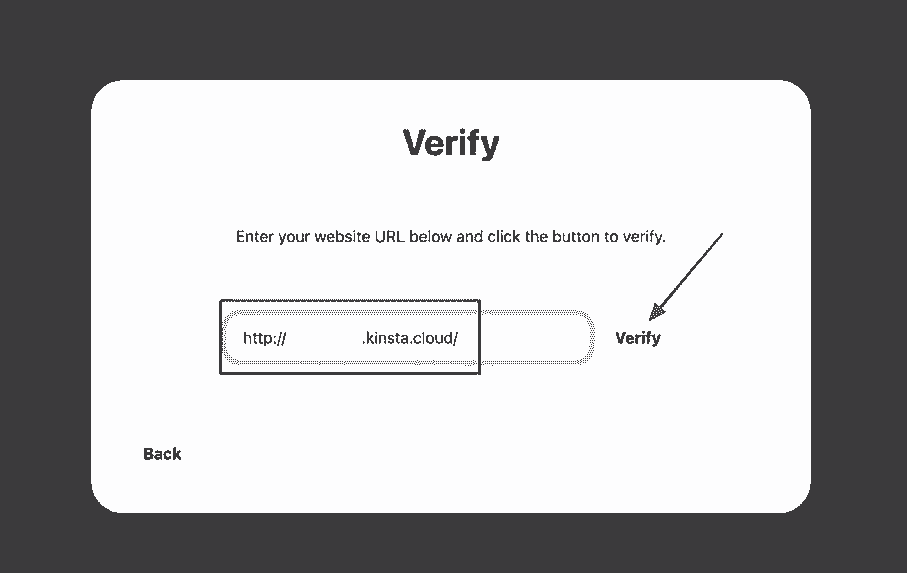 Verify
Enter your website URL below and click the button to verify.
http:// .kinsta.cloud/
Verify
Back